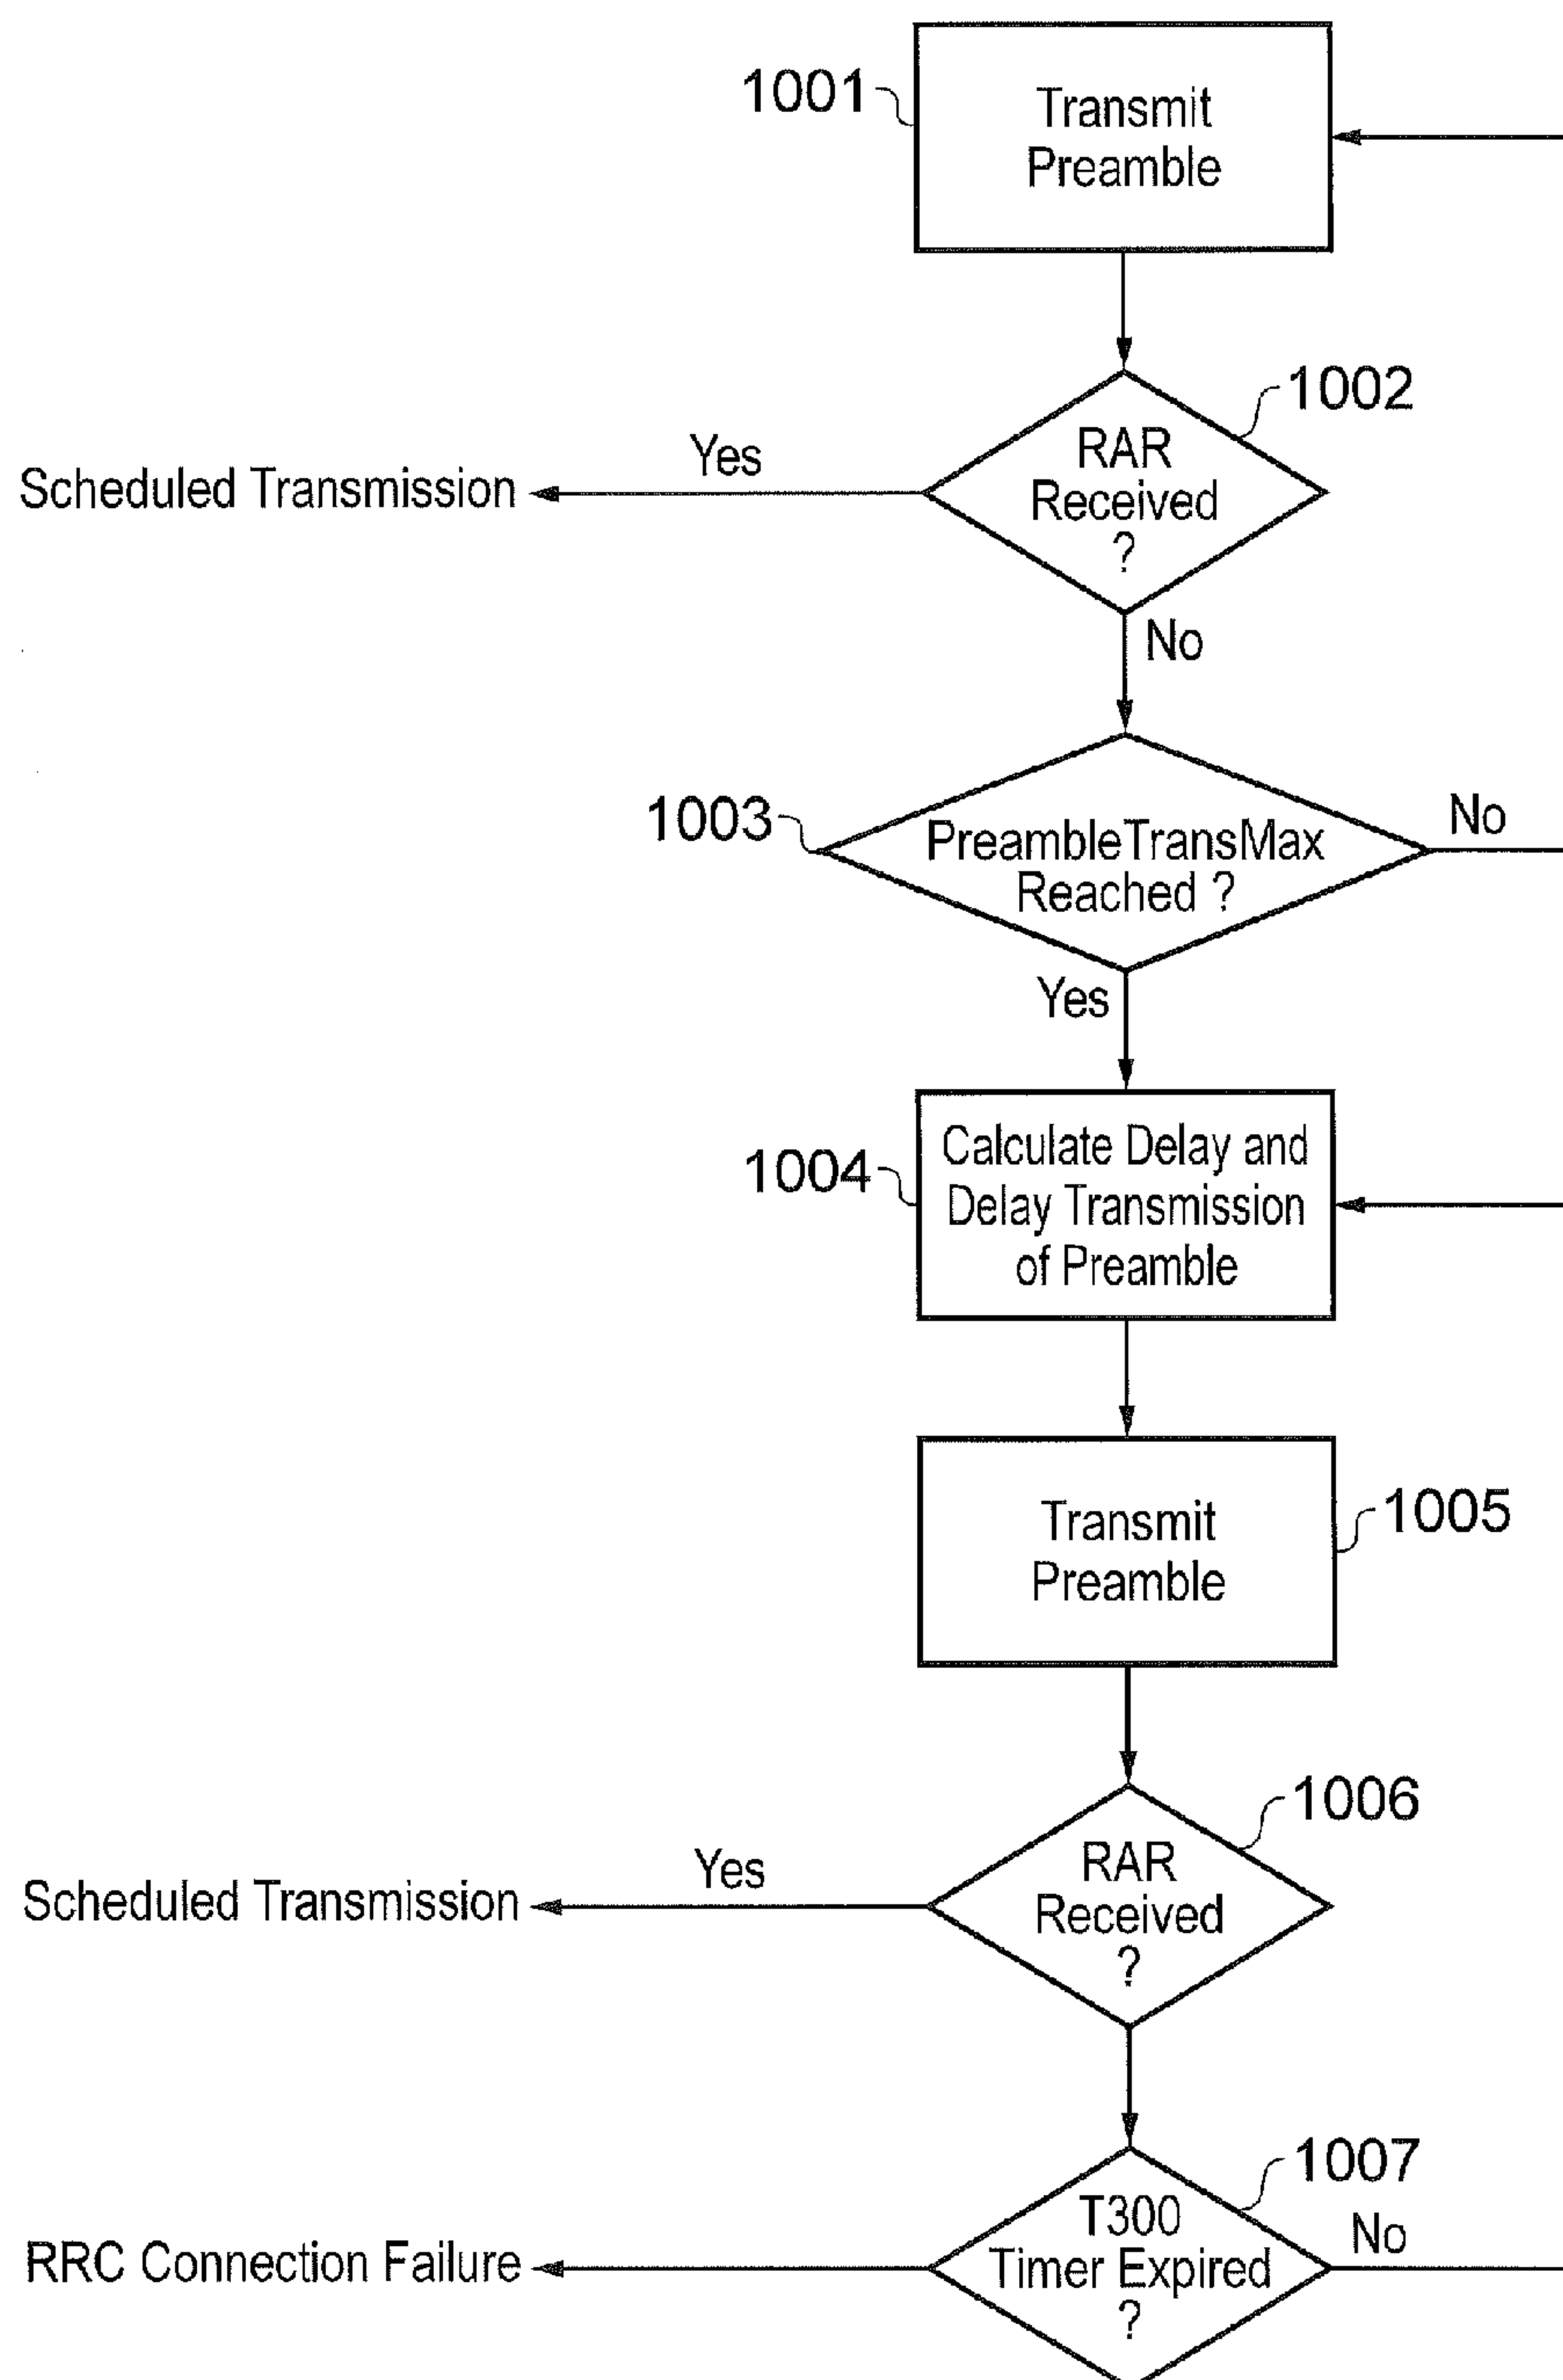 1001
Transmit
Preamble
1002
RAR
Received
?
Yes
Scheduled Transmission
No
1003
PreambleTransMax
Reached ?
No
Yes
1004
Calculate Delay and
Delay Transmission
of Preamble
Transmit
Preamble
1005
1006
RAR
Received
?
Yes
Scheduled Transmission
1007
T300
Timer Expired
?
No
RRC Connection Failure